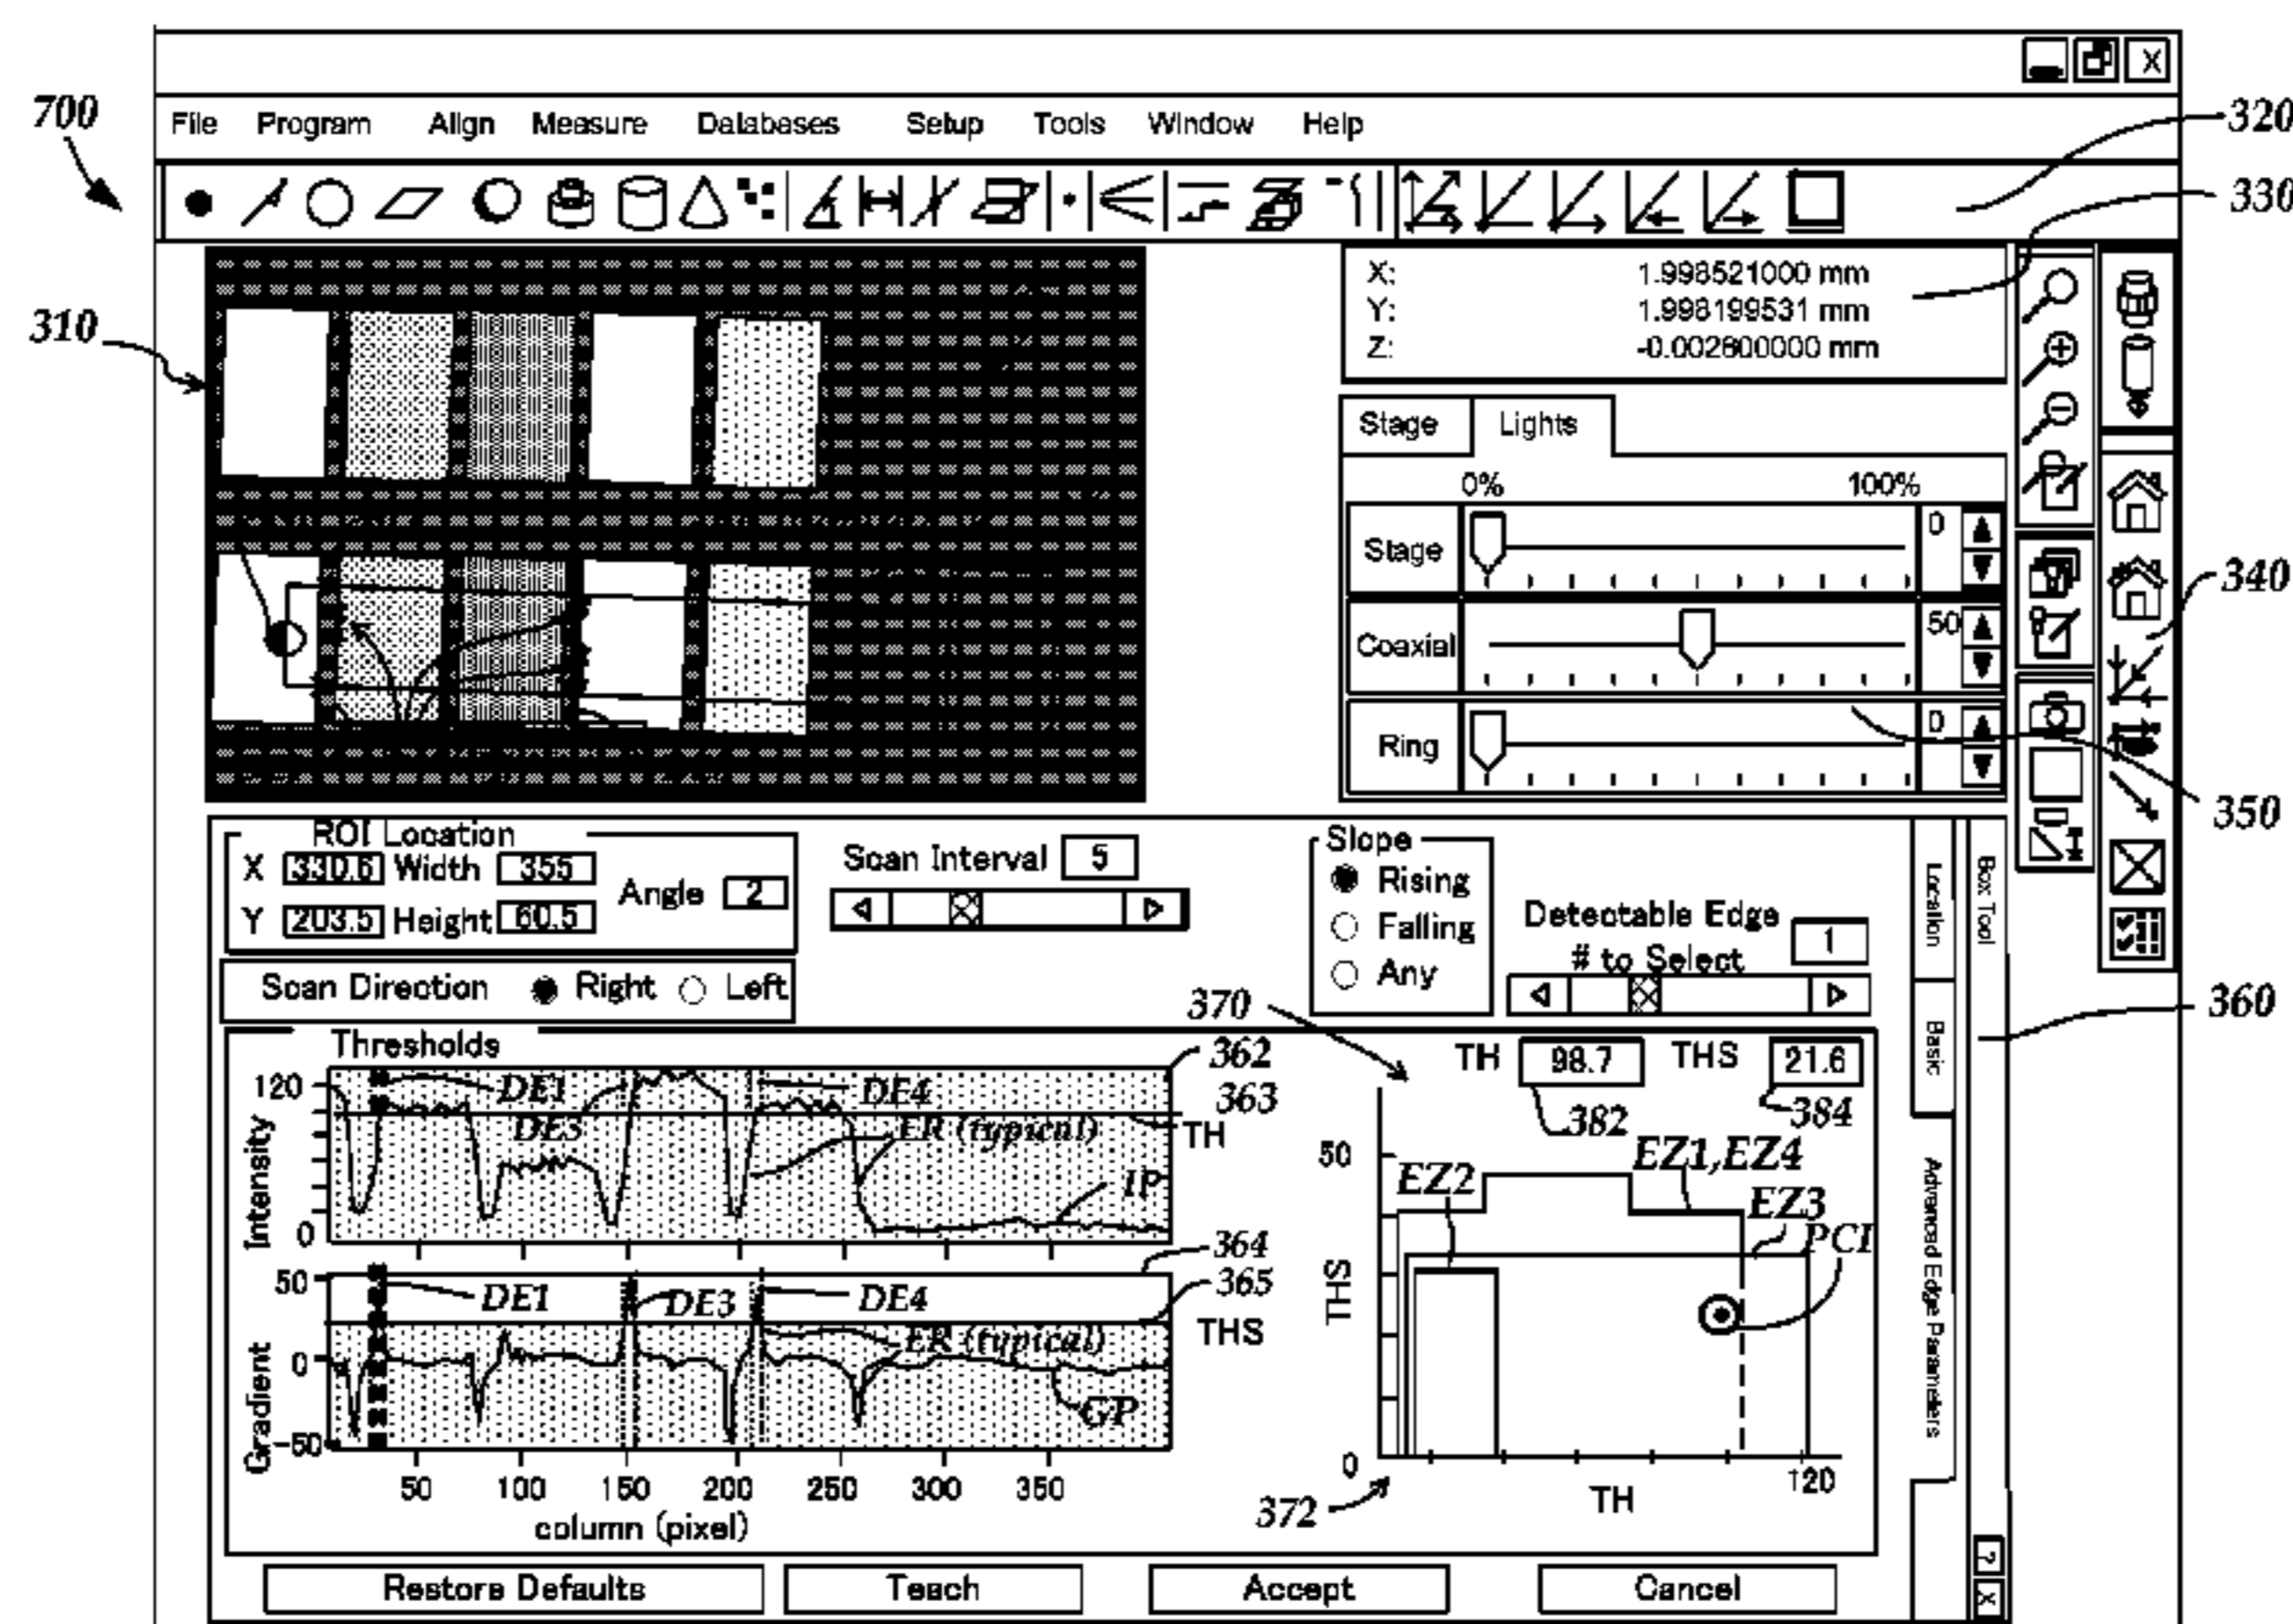 700
File Program Align Measure Databases Setup Tools Window Help
320
330
X: 1.998521000 mm
Y: 1.998199531 mm
Z: -0.002600000 mm
310
Stage Lights
0% 100%
Stage 0
Coaxial 50
Ring 0
340
350
ROI Location
X 330.6 Width 355
Y 203.5 Height 60.5
Angle 2
Scan Interval 5
Slope
Rising
Falling
Any
Detectable Edge
# to Select 1
Scan Direction Right Left
Box Tool
Location
Basic
Advanced Edge Parameters
360
370
Thresholds
362
363
TH
Intensity
120
0
DE1
DE3
DE4
ER (typical)
IP
364
365
THS
Gradient
50
0
-50
DE1
DE3
DE4
ER (typical)
GP
50 100 150 200 250 300 350
column (pixel)
TH 98.7 THS 21.6
382
384
50
EZ2
EZ1,EZ4
EZ3
PCI
THS
0
120
TH
372
Restore Defaults Teach Accept Cancel
? X